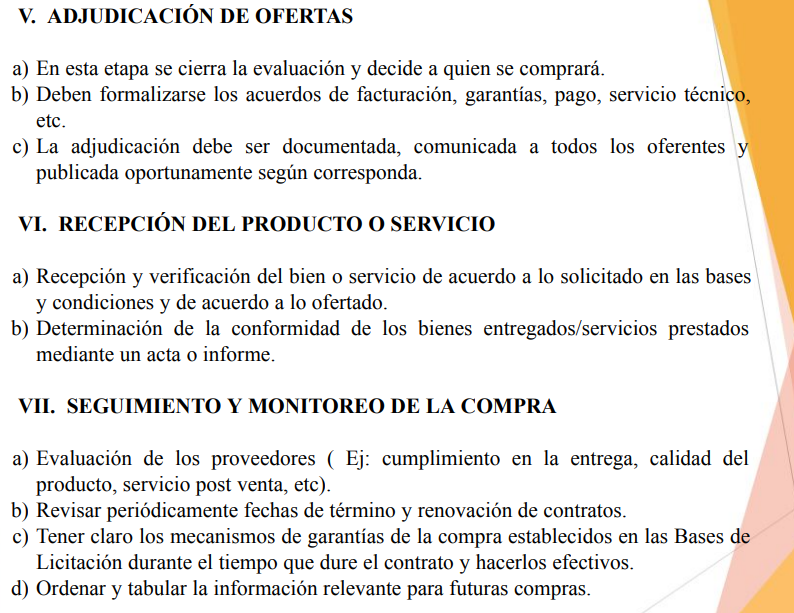 V. ADJUDICACIÓN DE OFERTAS
a) En esta etapa se cierra la evaluación y decide a quien se comprará.
b) Deben formalizarse los acuerdos de facturación, garantías, pago, servicio técnico,
etc.
c) La adjudicación debe ser documentada, comunicada a todos los oferentes y
publicada oportunamente según corresponda.
VI. RECEPCIÓN DEL PRODUCTO O SERVICIO
a) Recepción y verificación del bien o servicio de acuerdo a lo solicitado en las bases
y condiciones y de acuerdo a lo ofertado.
b) Determinación de la conformidad de los bienes entregados/servicios prestados
mediante un acta o informe.
VII. SEGUIMIENTO Y MONITOREO DE LA COMPRA
a) Evaluación de los proveedores ( Ej: cumplimiento en la entrega, calidad del
producto, servicio post venta, etc).
b) Revisar periódicamente fechas de término y renovación de contratos.
c) Tener claro los mecanismos de garantías de la compra establecidos en las Bases de
Licitación durante el tiempo que dure el contrato y hacerlos efectivos.
d) Ordenar y tabular la información relevante para futuras compras.